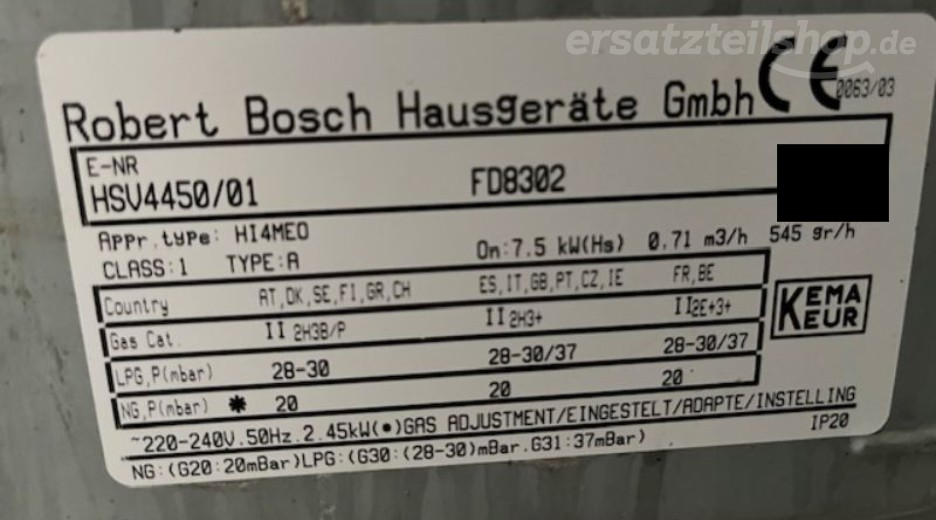 ersatzteilshop.de
Robert Bosch Hausgeräte Gmbh CE 0063/03
E-NR
HSV4450/01 FD8302
Appr.type: HI4MEO Qn:7.5 kW(Hs) 0.71 m3/h 545 gr/h
CLASS:1 TYPE:A
Country AT,DK,SE,FI,GR,CH ES,IT,GB,PT,CZ,IE FR,BE
Gas Cat. II 2H3B/P II 2H3+ II2E+3+
LPG,P(mbar) 28-30 28-30/37 28-30/37
NG,P(mbar) ✱ 20 20 20
KEMA
KEUR
~220-240V.50Hz.2.45kW(•)GAS ADJUSTMENT/EINGESTELT/ADAPTE/INSTELLING
NG:(G20:20mBar)LPG:(G30:(28-30)mBar.G31:37mBar) IP20